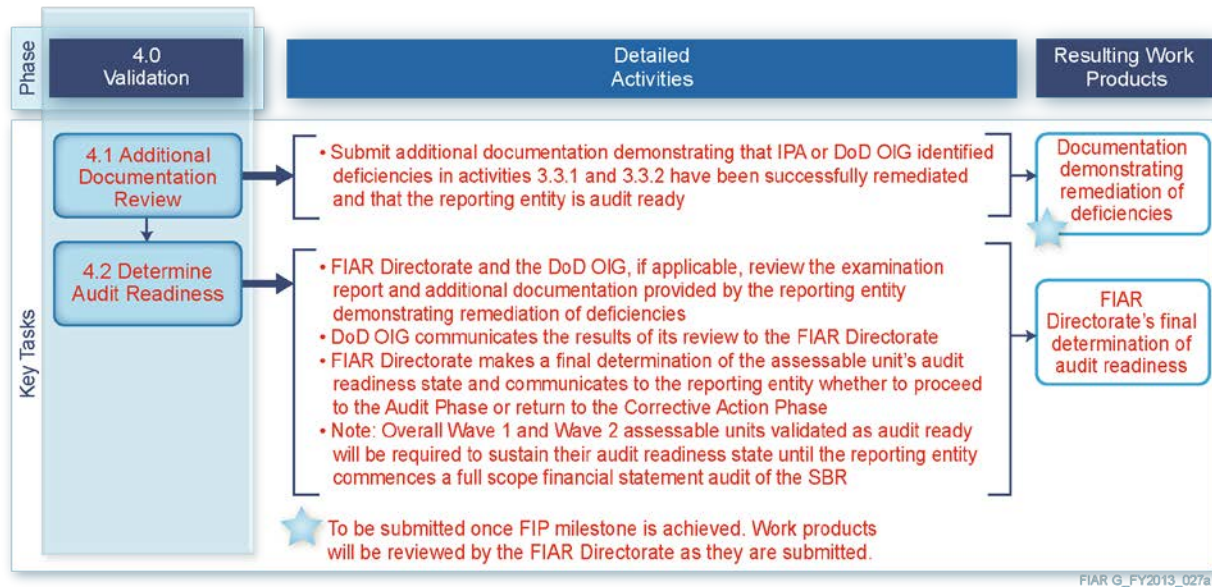 Phase
4.0
Validation
Detailed
Activities
Resulting Work
Products
Key Tasks
4.1 Additional
Documentation
Review
• Submit additional documentation demonstrating that IPA or DoD OIG identified
deficiencies in activities 3.3.1 and 3.3.2 have been successfully remediated
and that the reporting entity is audit ready
Documentation
demonstrating
remediation of
deficiencies
4.2 Determine
Audit Readiness
• FIAR Directorate and the DoD OIG, if applicable, review the examination
report and additional documentation provided by the reporting entity
demonstrating remediation of deficiencies
• DoD OIG communicates the results of its review to the FIAR Directorate
• FIAR Directorate makes a final determination of the assessable unit's audit
readiness state and communicates to the reporting entity whether to proceed
to the Audit Phase or return to the Corrective Action Phase
• Note: Overall Wave 1 and Wave 2 assessable units validated as audit ready
will be required to sustain their audit readiness state until the reporting entity
commences a full scope financial statement audit of the SBR
FIAR
Directorate's final
determination of
audit readiness
To be submitted once FIP milestone is achieved. Work products
will be reviewed by the FIAR Directorate as they are submitted.
FIAR G_FY2013_027a